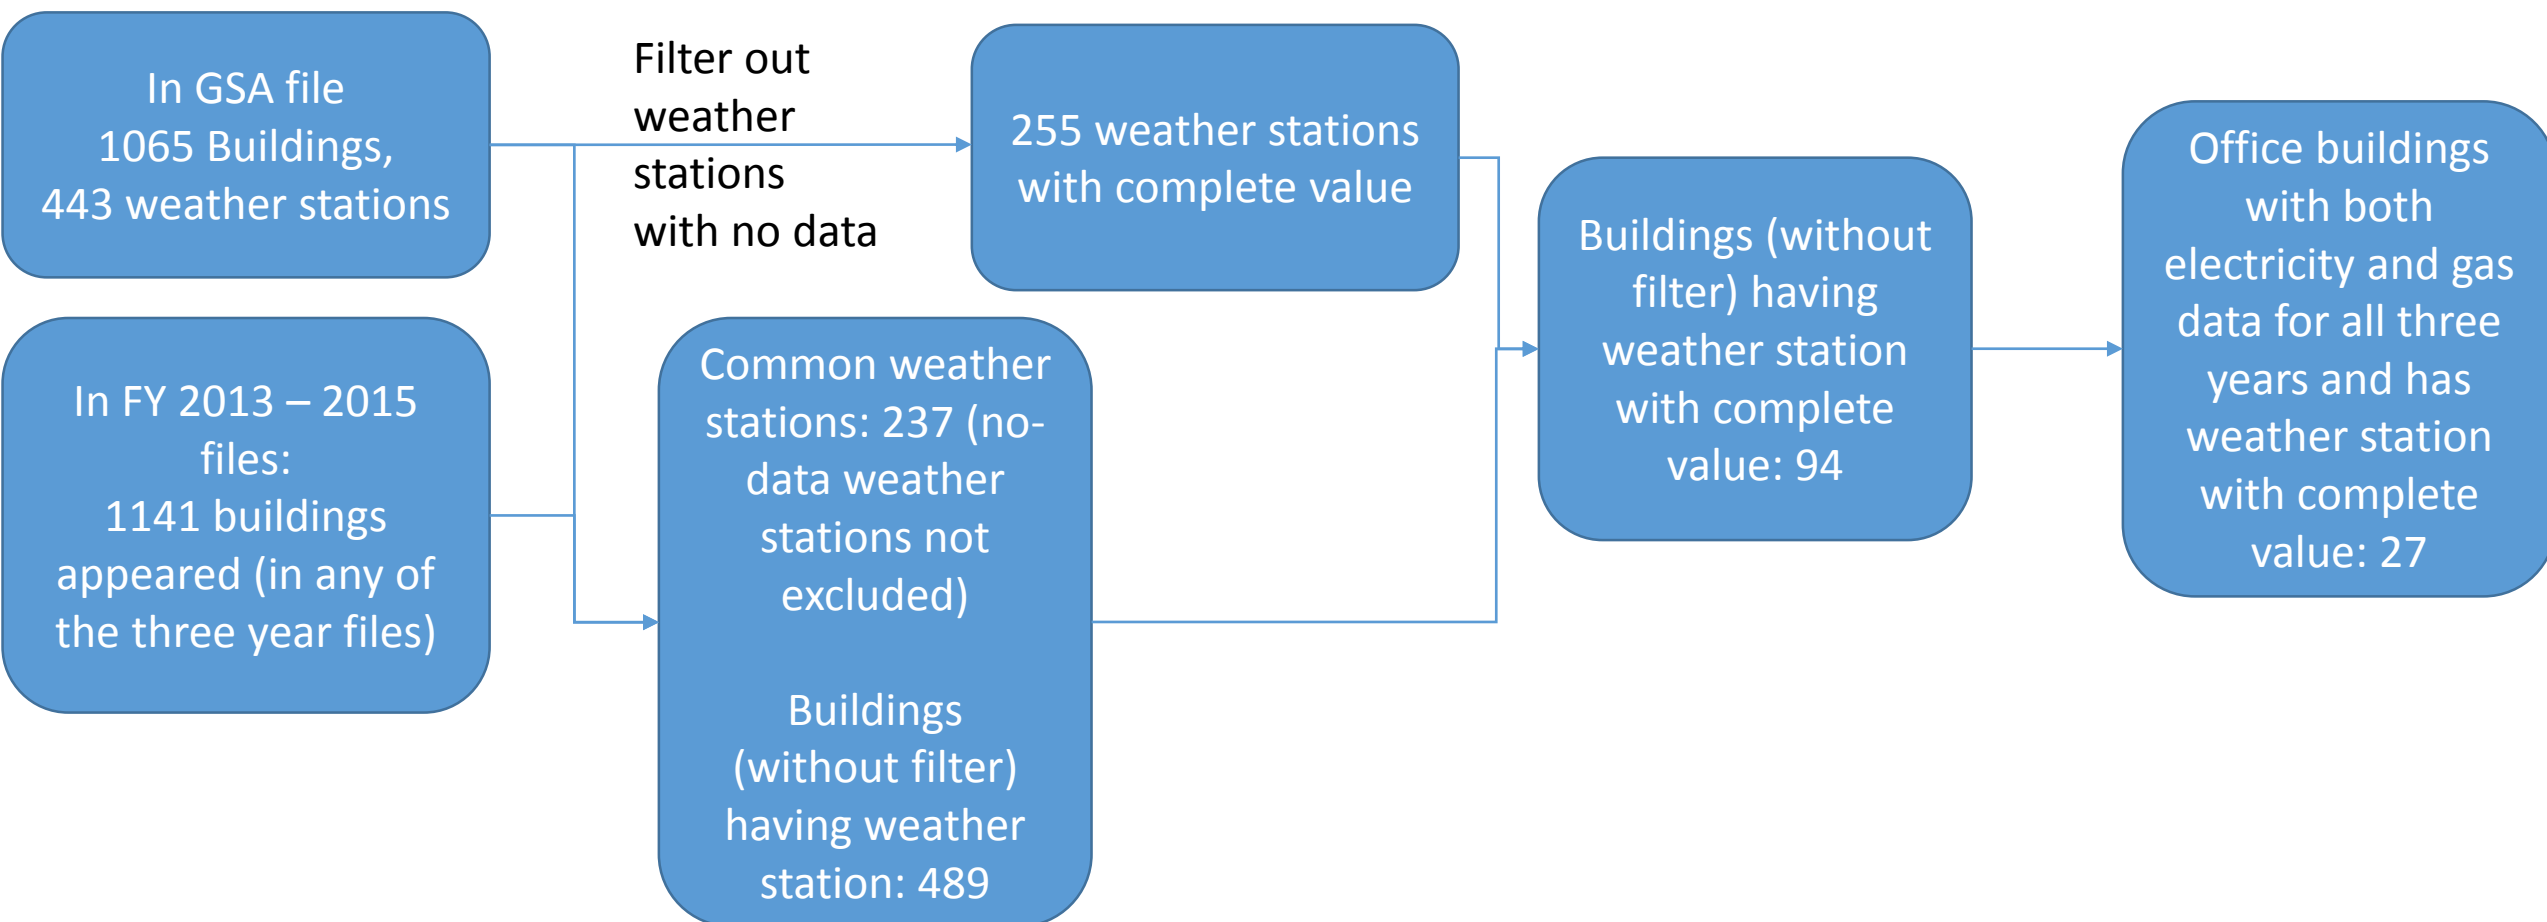 In GSA file
1065 Buildings,
443 weather stations
Filter out
weather
stations
with no data
255 weather stations
with complete value
In FY 2013 – 2015
files:
1141 buildings
appeared (in any of
the three year files)
Common weather
stations: 237 (no-
data weather
stations not
excluded)
Buildings
(without filter)
having weather
station: 489
Buildings (without
filter) having
weather station
with complete
value: 94
Office buildings
with both
electricity and gas
data for all three
years and has
weather station
with complete
value: 27